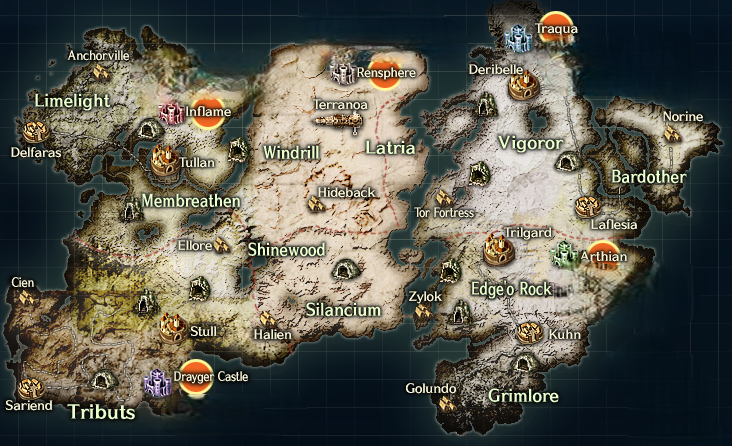 Traqua
Anchorville
Rensphere
Deribelle
Limelight
Inflame
Terranoa
Norine
Delfaras
Tullan
Windrill
Latria
Vigoror
Bardother
Membreathen
Hideback
Tor Fortress
Laflesia
Ellore
Shinewood
Trilgard
Arthian
Cien
Edge'o Rock
Zylok
Silancium
Stull
Halien
Kuhn
Drayger Castle
Golundo
Grimlore
Sariend
Tributs